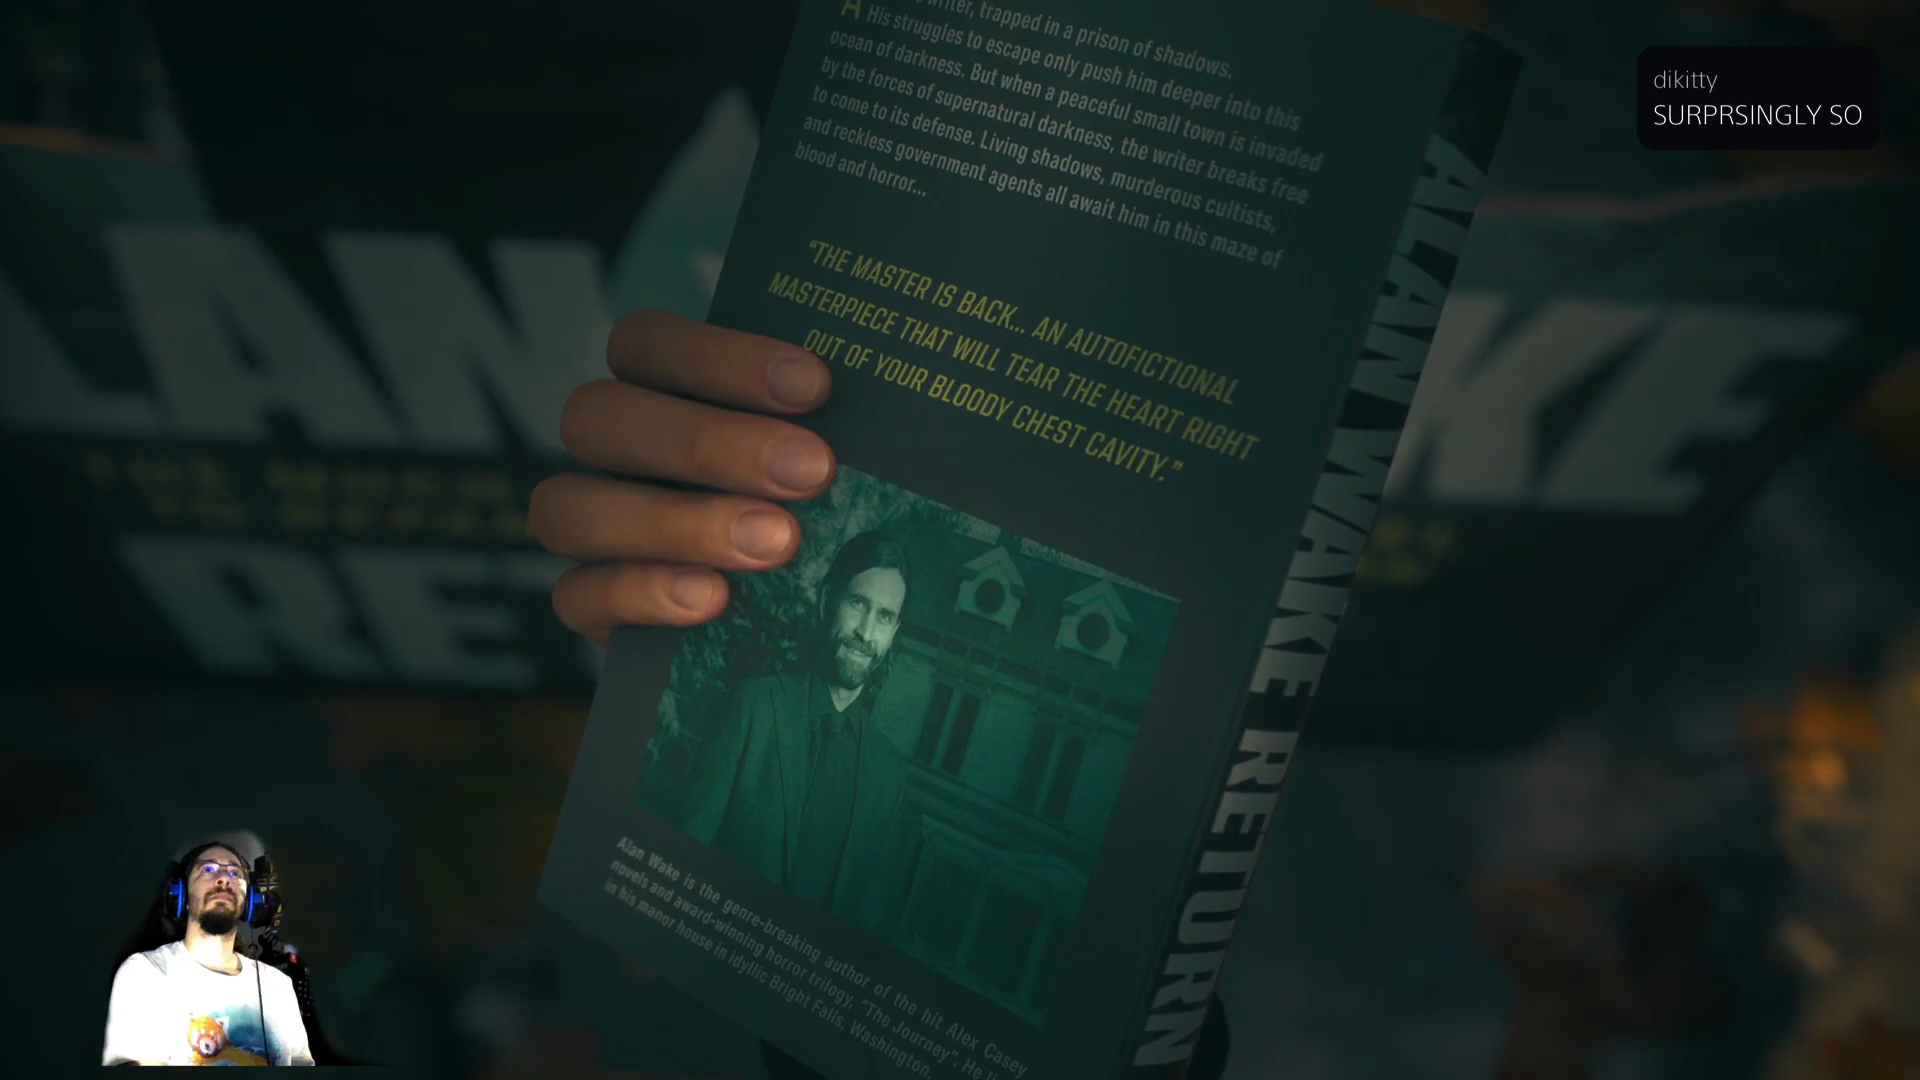 dikitty
SURPRSINGLY SO
A writer, trapped in a prison of shadows.
His struggles to escape only push him deeper into this
ocean of darkness. But when a peaceful small town is invaded
by the forces of supernatural darkness, the writer breaks free
to come to its defense. Living shadows, murderous cultists,
and reckless government agents all await him in this maze of
blood and horror...
“THE MASTER IS BACK... AN AUTOFICTIONAL
MASTERPIECE THAT WILL TEAR THE HEART RIGHT
OUT OF YOUR BLOODY CHEST CAVITY.”
Alan Wake is the genre-breaking author of the hit Alex Casey
novels and award-winning horror trilogy, “The Journey”. He
in his manor house in idyllic Bright Falls, Washington,
ALAN WAKE RETURN
LAN
KE
RET